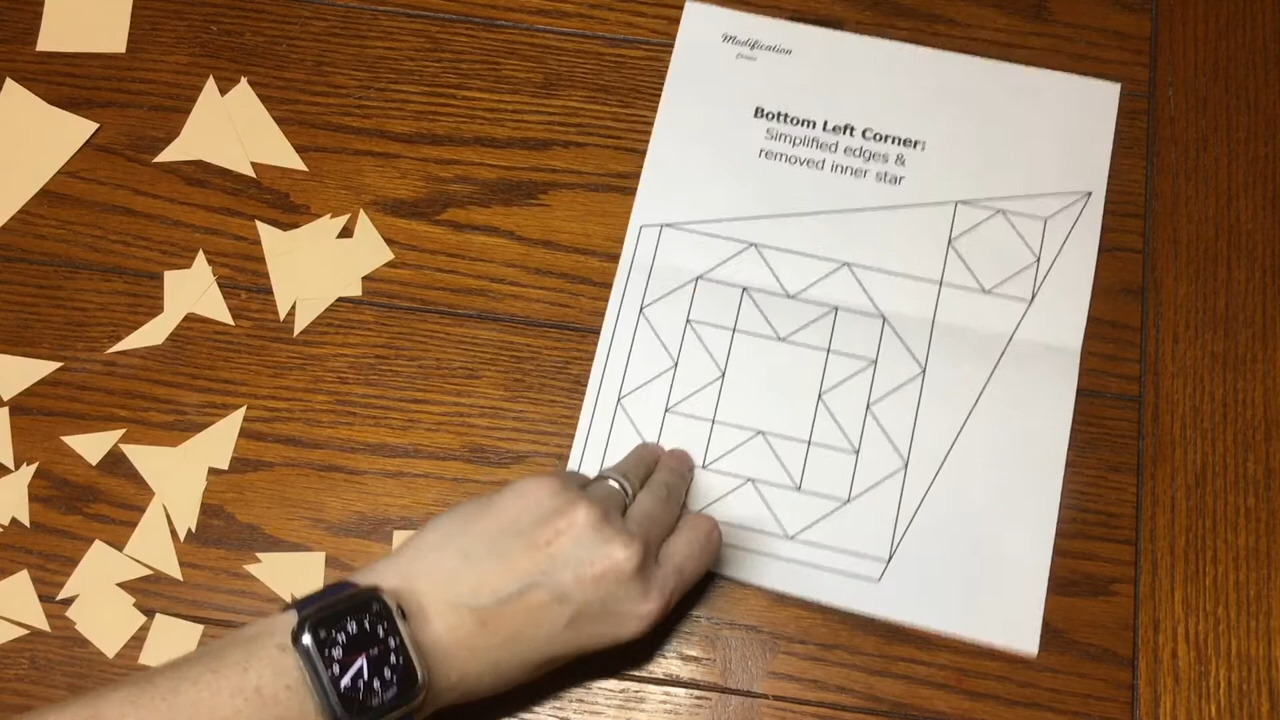 Modification
Bottom Left Corner:
Simplified edges &
removed inner star